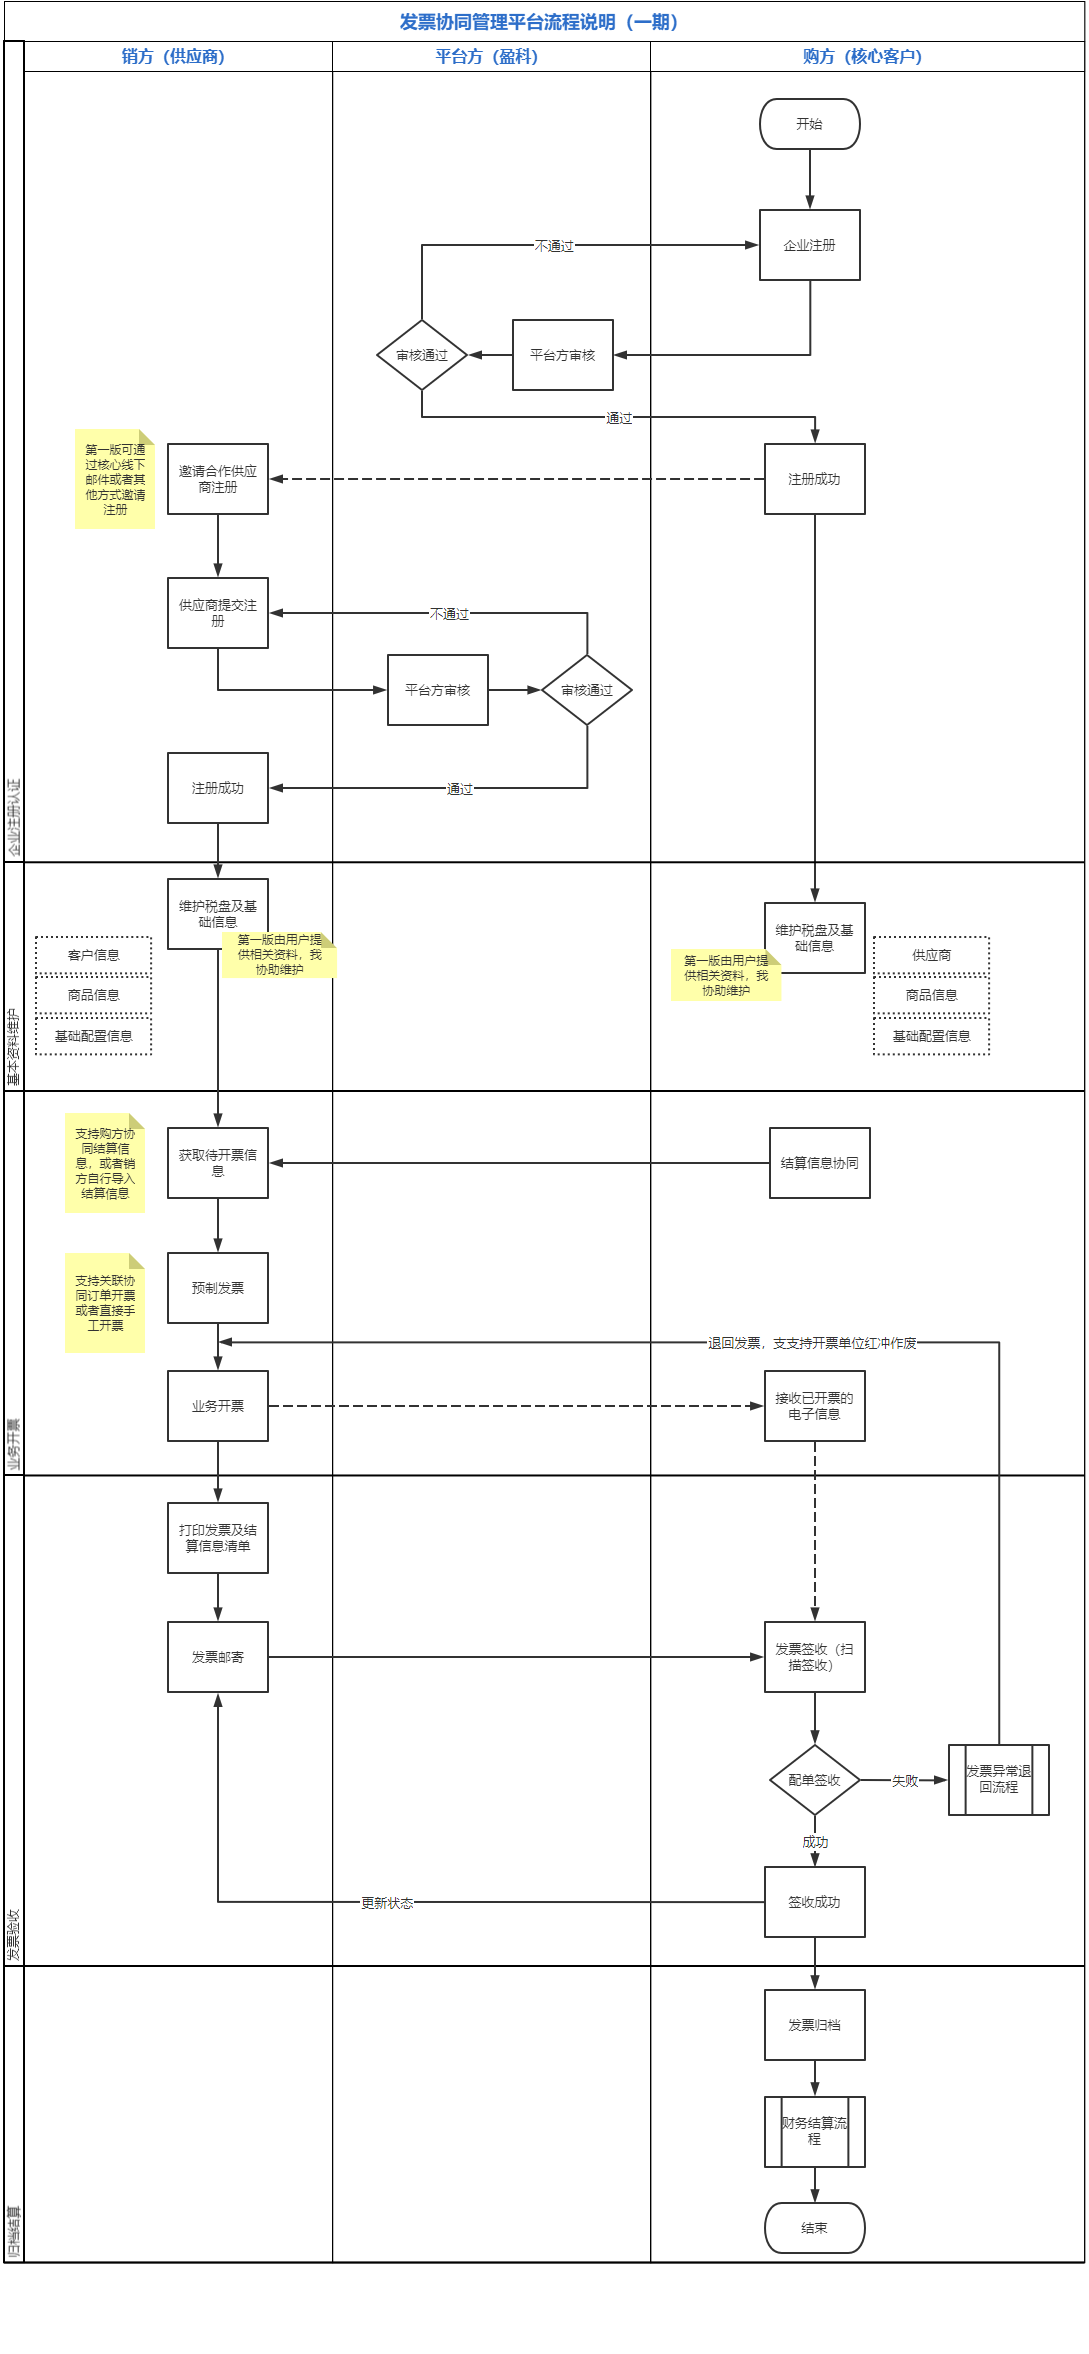 发票协同管理平台流程说明（一期）
销方（供应商）
平台方（盈科）
购方（核心客户）
开始
企业注册
不通过
审核通过
平台方审核
通过
第一版可通
过核心线下
邮件或者其
他方式邀请
注册
邀请合作供应
商注册
注册成功
供应商提交注
册
不通过
平台方审核
审核通过
注册成功
通过
企业注册认证
维护税盘及基
础信息
第一版由用户提
供相关资料，我
协助维护
客户信息
商品信息
基础配置信息
维护税盘及基
础信息
第一版由用户提
供相关资料，我
协助维护
供应商
商品信息
基础配置信息
基本资料维护
支持购方协
同结算信
息，或者销
方自行导入
结算信息
获取待开票信
息
结算信息协同
支持关联协
同订单开票
或者直接手
工开票
预制发票
退回发票，支支持开票单位红冲作废
业务开票
接收已开票的
电子信息
业务开票
打印发票及结
算信息清单
发票邮寄
发票签收（扫
描签收）
配单签收
失败
发票异常退
回流程
成功
更新状态
签收成功
发票验收
发票归档
财务结算流
程
结束
归档结算